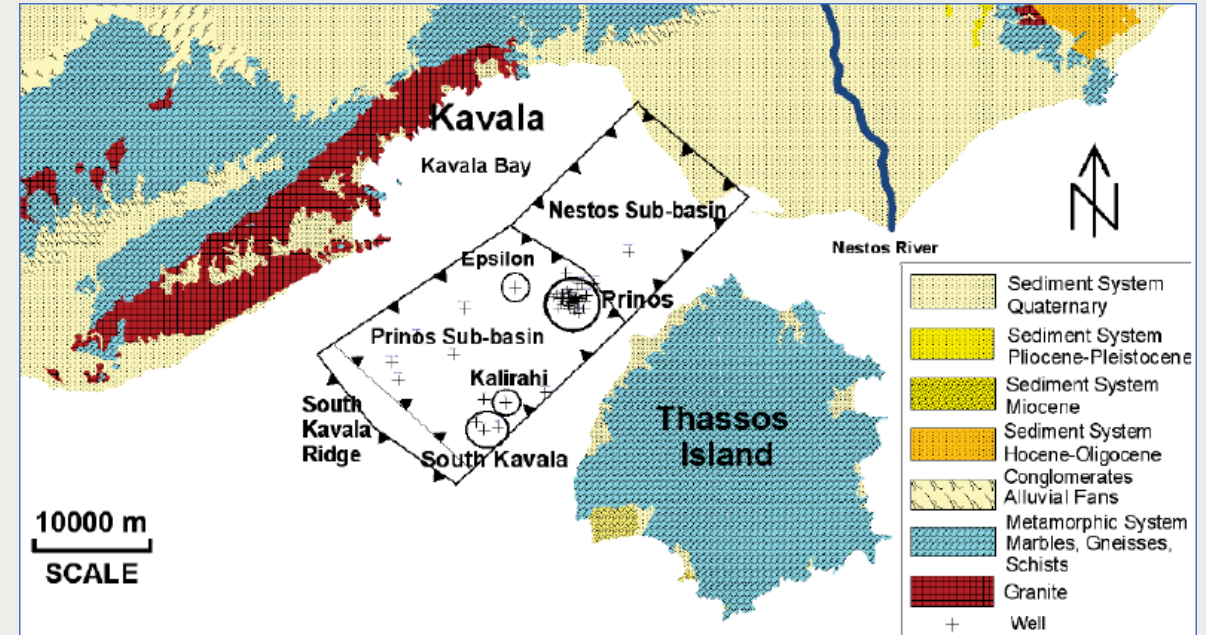 Kavala
Kavala Bay
Nestos Sub-basin
Nestos River
Epsilon
Prinos
Prinos Sub-basin
Kalirahi
South
Kavala
Ridge
South Kavala
Thassos
Island
N
10000 m
SCALE
Sediment System
Quaternary
Sediment System
Pliocene-Pleistocene
Sediment System
Miocene
Sediment System
Hocene-Oligocene
Conglomerates
Alluvial Fans
Metamorphic System
Marbles, Gneisses,
Schists
Granite
Well